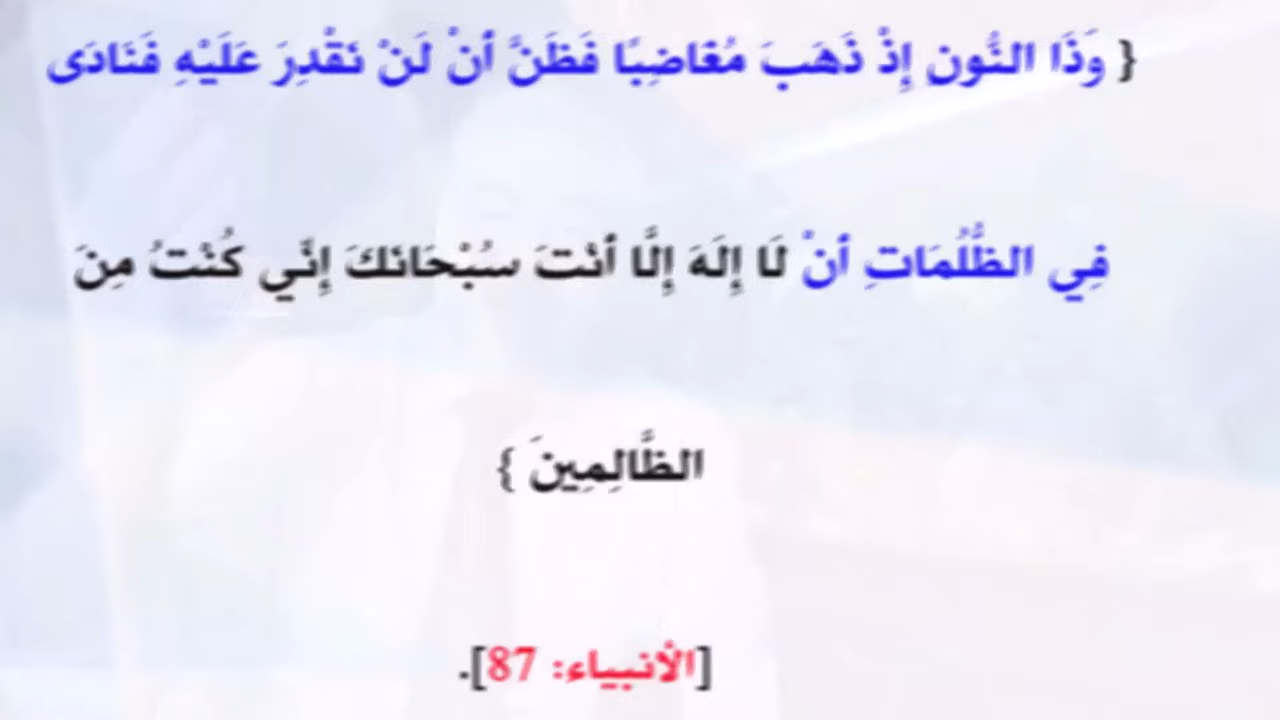 { وَذَا النُّونِ إِذْ ذَهَبَ مُغَاضِبًا فَظَنَّ أَنْ لَنْ نَقْدِرَ عَلَيْهِ فَنَادَى
فِي الظُّلُمَاتِ أَنْ لَا إِلَهَ إِلَّا أَنْتَ سُبْحَانَكَ إِنِّي كُنْتُ مِنَ
الظَّالِمِينَ }
[الأنبياء: 87].